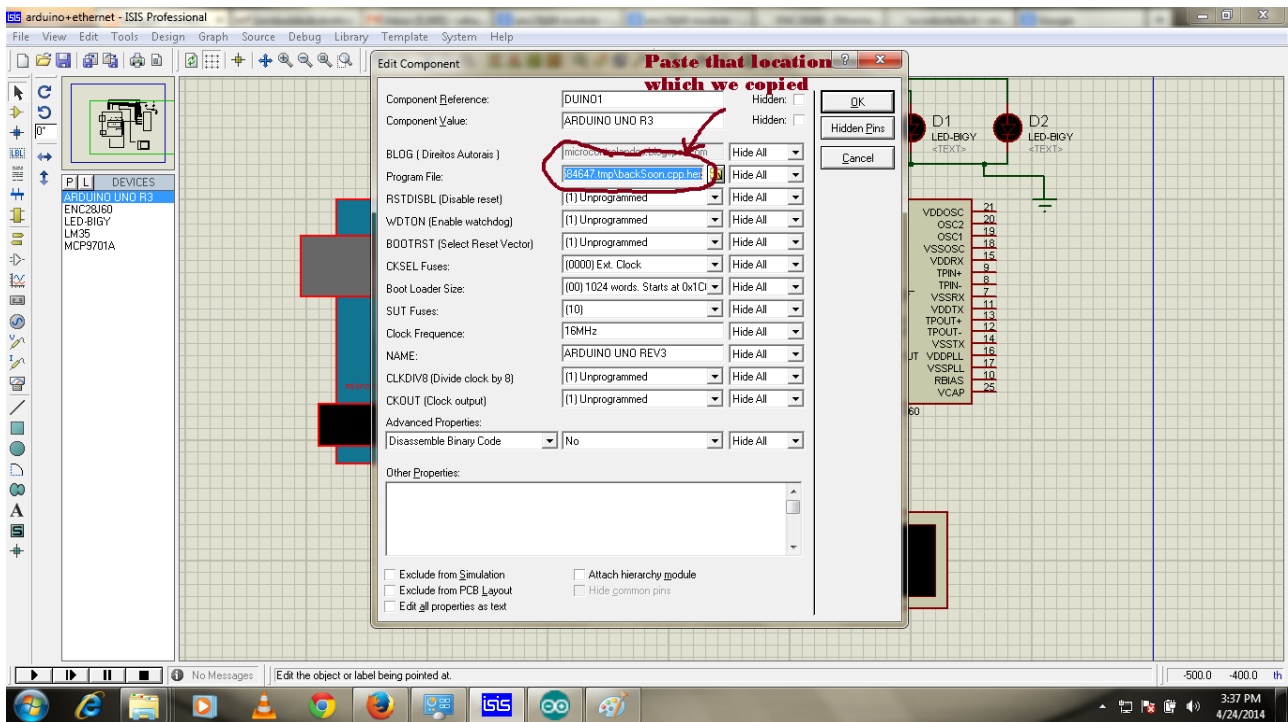 arduino+ethernet - ISIS Professional
File View Edit Tools Design Graph Source Debug Library Template System Help
Edit Component
Paste that location
which we copied
Component Reference: DUINO1 Hidden:
Component Value: ARDUINO UNO R3 Hidden:
BLOG ( Direitos Autorais ) Hide All
Program File: 584647.tmp\backSoon.cpp.hex Hide All
RSTDISBL (Disable reset) (1) Unprogrammed Hide All
WDTON (Enable watchdog) (1) Unprogrammed Hide All
BOOTRST (Select Reset Vector) (1) Unprogrammed Hide All
CKSEL Fuses: (0000) Ext. Clock Hide All
Boot Loader Size: (00) 1024 words. Starts at 0x1C Hide All
SUT Fuses: (10) Hide All
Clock Frequence: 16MHz Hide All
NAME: ARDUINO UNO REV3 Hide All
CLKDIV8 (Divide clock by 8) (1) Unprogrammed Hide All
CKOUT (Clock output) (1) Unprogrammed Hide All
Advanced Properties:
Disassemble Binary Code No Hide All
Other Properties:
Exclude from Simulation Attach hierarchy module
Exclude from PCB Layout Hide common pins
Edit all properties as text
OK
Hidden Pins
Cancel
0°
LBL
P L DEVICES
ARDUINO UNO R3
ENC28J60
LED-BIGY
LM35
MCP9701A
D1
LED-BIGY
<TEXT>
D2
LED-BIGY
<TEXT>
VDDOSC 21
OSC2 20
OSC1 19
VSSOSC 18
VDDRX 15
TPIN+ 9
TPIN- 8
VSSRX 7
VDDTX 11
TPOUT+ 13
TPOUT- 12
VSSTX 14
VDDPLL 16
VSSPLL 17
RBIAS 10
VCAP 25
60
No Messages Edit the object or label being pointed at. -500.0 -400.0 th
isis
3:37 PM
4/24/2014